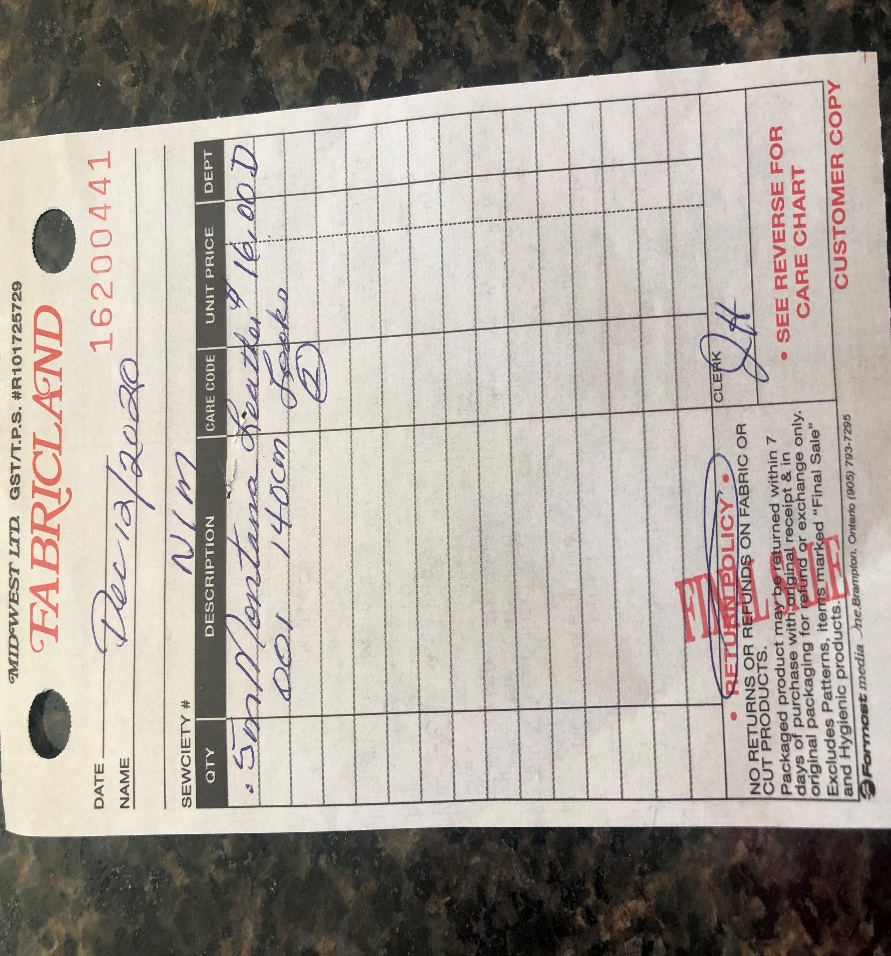 MID-WEST LTD. GST/T.P.S. #R101725729
FABRICLAND
16200441
DATE Dec 12/2020
NAME
SEWCIETY # N/M
QTY DESCRIPTION CARE CODE UNIT PRICE DEPT
.5m Montana Leather $ 16.00 D
001 140cm Looks
2
• RETURN POLICY •
NO RETURNS OR REFUNDS ON FABRIC OR
CUT PRODUCTS.
Packaged product may be returned within 7
days of purchase with original receipt & in
original packaging for refund or exchange only.
Excludes Patterns, items marked "Final Sale"
and Hygienic products.
FINAL SALE
CLERK JH
• SEE REVERSE FOR
CARE CHART
CUSTOMER COPY
Formost media Inc. Brampton, Ontario (905) 793-7295